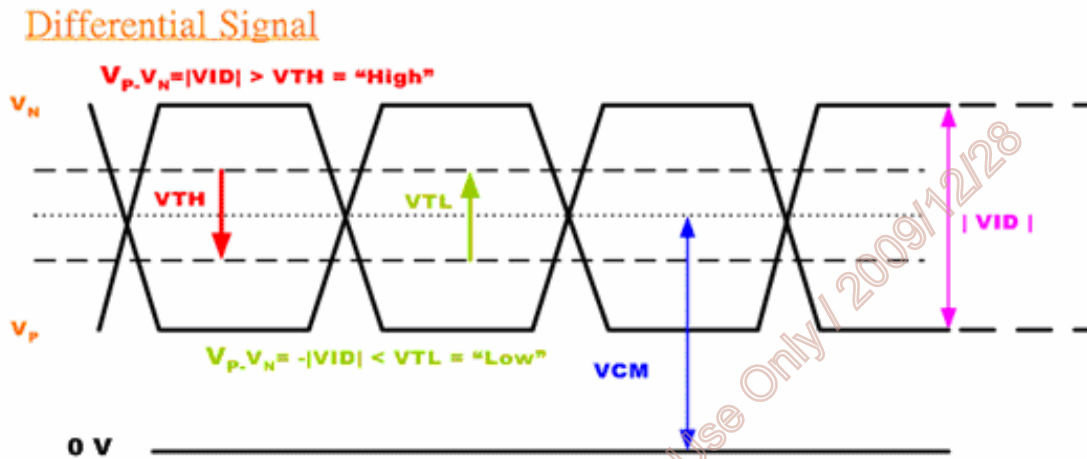 Differential Signal
VP-VN=|VID| > VTH = “High”
VN
VTH
VTL
| VID |
VP
VP-VN= -|VID| < VTL = “Low”
VCM
0 V
Use Only / 2009/12/28